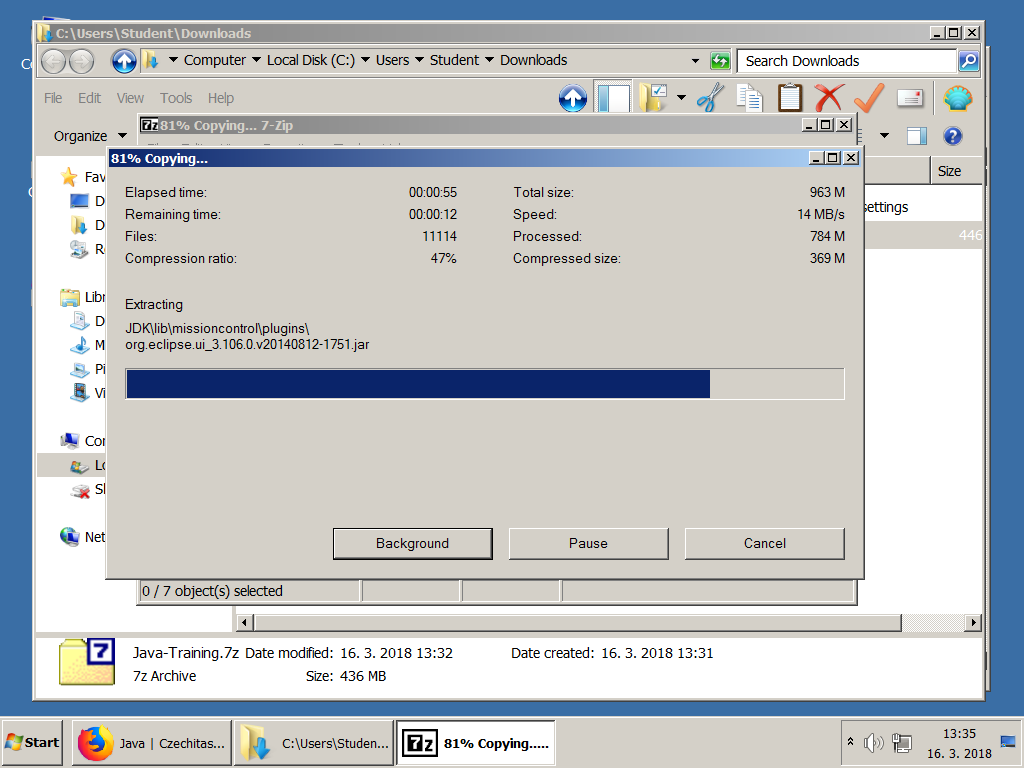 C:\Users\Student\Downloads
Computer Local Disk (C:) Users Student Downloads
Search Downloads
File Edit View Tools Help
Organize
7z 81% Copying... 7-Zip
81% Copying...
Size
Elapsed time: 00:00:55 Total size: 963 M
Remaining time: 00:00:12 Speed: 14 MB/s
Files: 11114 Processed: 784 M
Compression ratio: 47% Compressed size: 369 M
Extracting
JDK\lib\missioncontrol\plugins\
org.eclipse.ui_3.106.0.v20140812-1751.jar
Background Pause Cancel
Fav
D
D
Re
Libr
D
M
Pi
Vi
Con
Lo
Sl
Net
settings
446
0 / 7 object(s) selected
7
Java-Training.7z Date modified: 16. 3. 2018 13:32 Date created: 16. 3. 2018 13:31
7z Archive Size: 436 MB
Start
Java | Czechitas...
C:\Users\Studen...
7z 81% Copying.....
13:35
16. 3. 2018